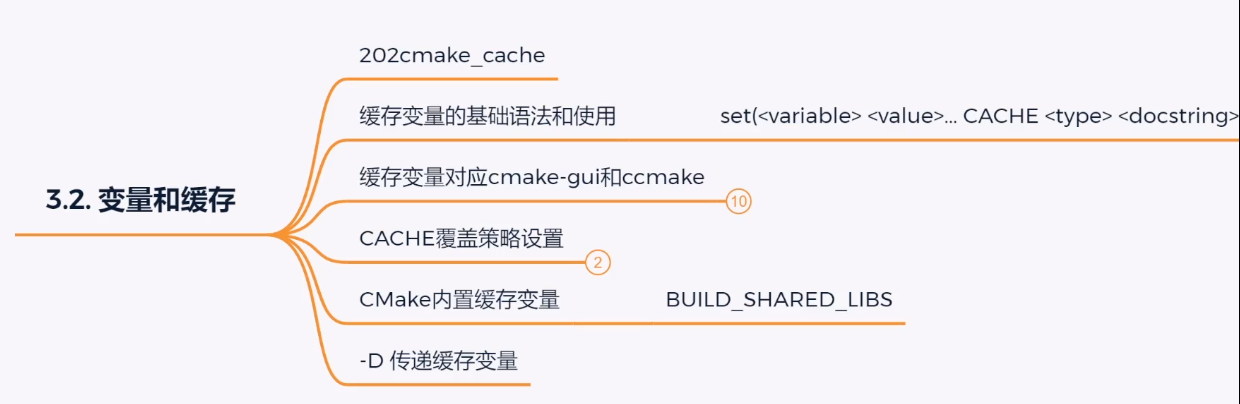 202cmake_cache
缓存变量的基础语法和使用 set(<variable> <value>... CACHE <type> <docstring>
缓存变量对应cmake-gui和ccmake 10
3.2. 变量和缓存
CACHE覆盖策略设置 2
CMake内置缓存变量 BUILD_SHARED_LIBS
-D 传递缓存变量